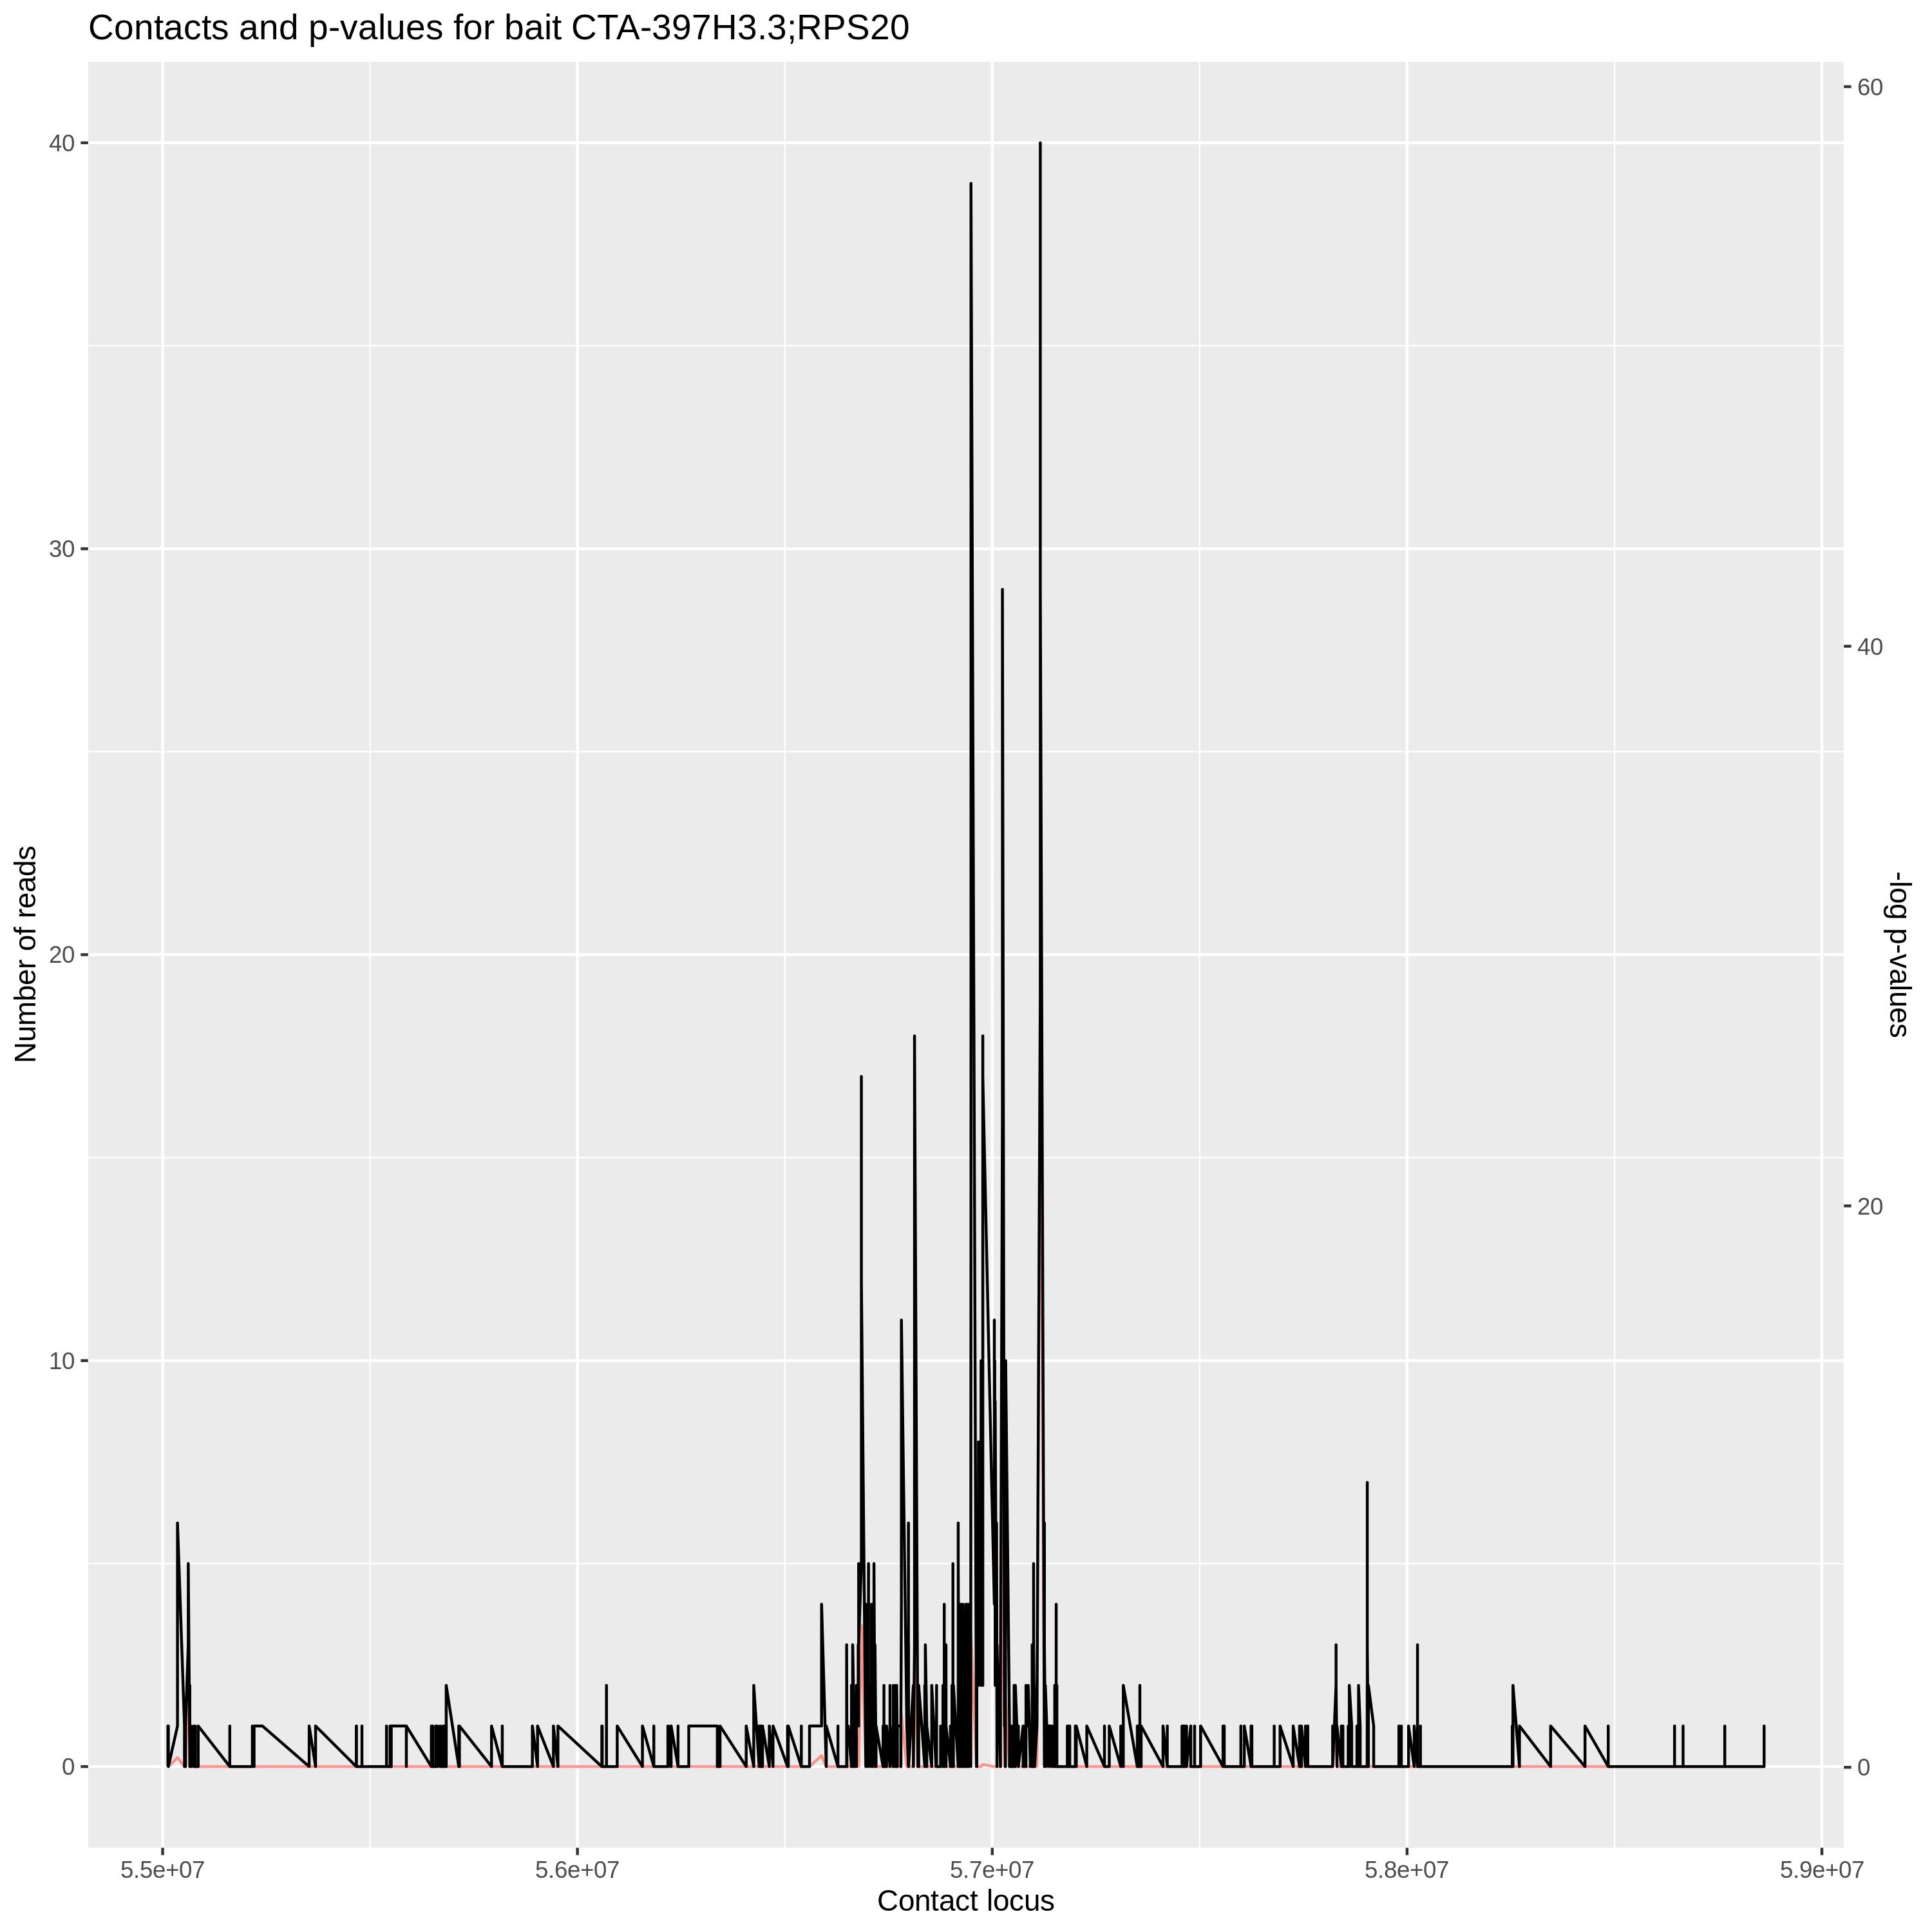 Contacts and p-values for bait CTA-397H3.3;RPS20
60
40
40
30
20
20
10
0
0
Number of reads
-log p-values
5.5e+07 5.6e+07 5.7e+07 5.8e+07 5.9e+07
Contact locus